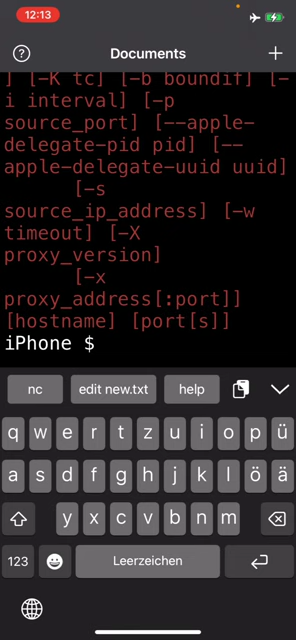 12:13
Documents
] [-K tc] [-b boundif] [-
i interval] [-p
source_port] [--apple-
delegate-pid pid] [--
apple-delegate-uuid uuid]
[-s
source_ip_address] [-w
timeout] [-X
proxy_version]
[-x
proxy_address[:port]]
[hostname] [port[s]]
iPhone $
nc edit new.txt help
q w e r t z u i o p ü
a s d f g h j k l ö ä
y x c v b n m
123 Leerzeichen